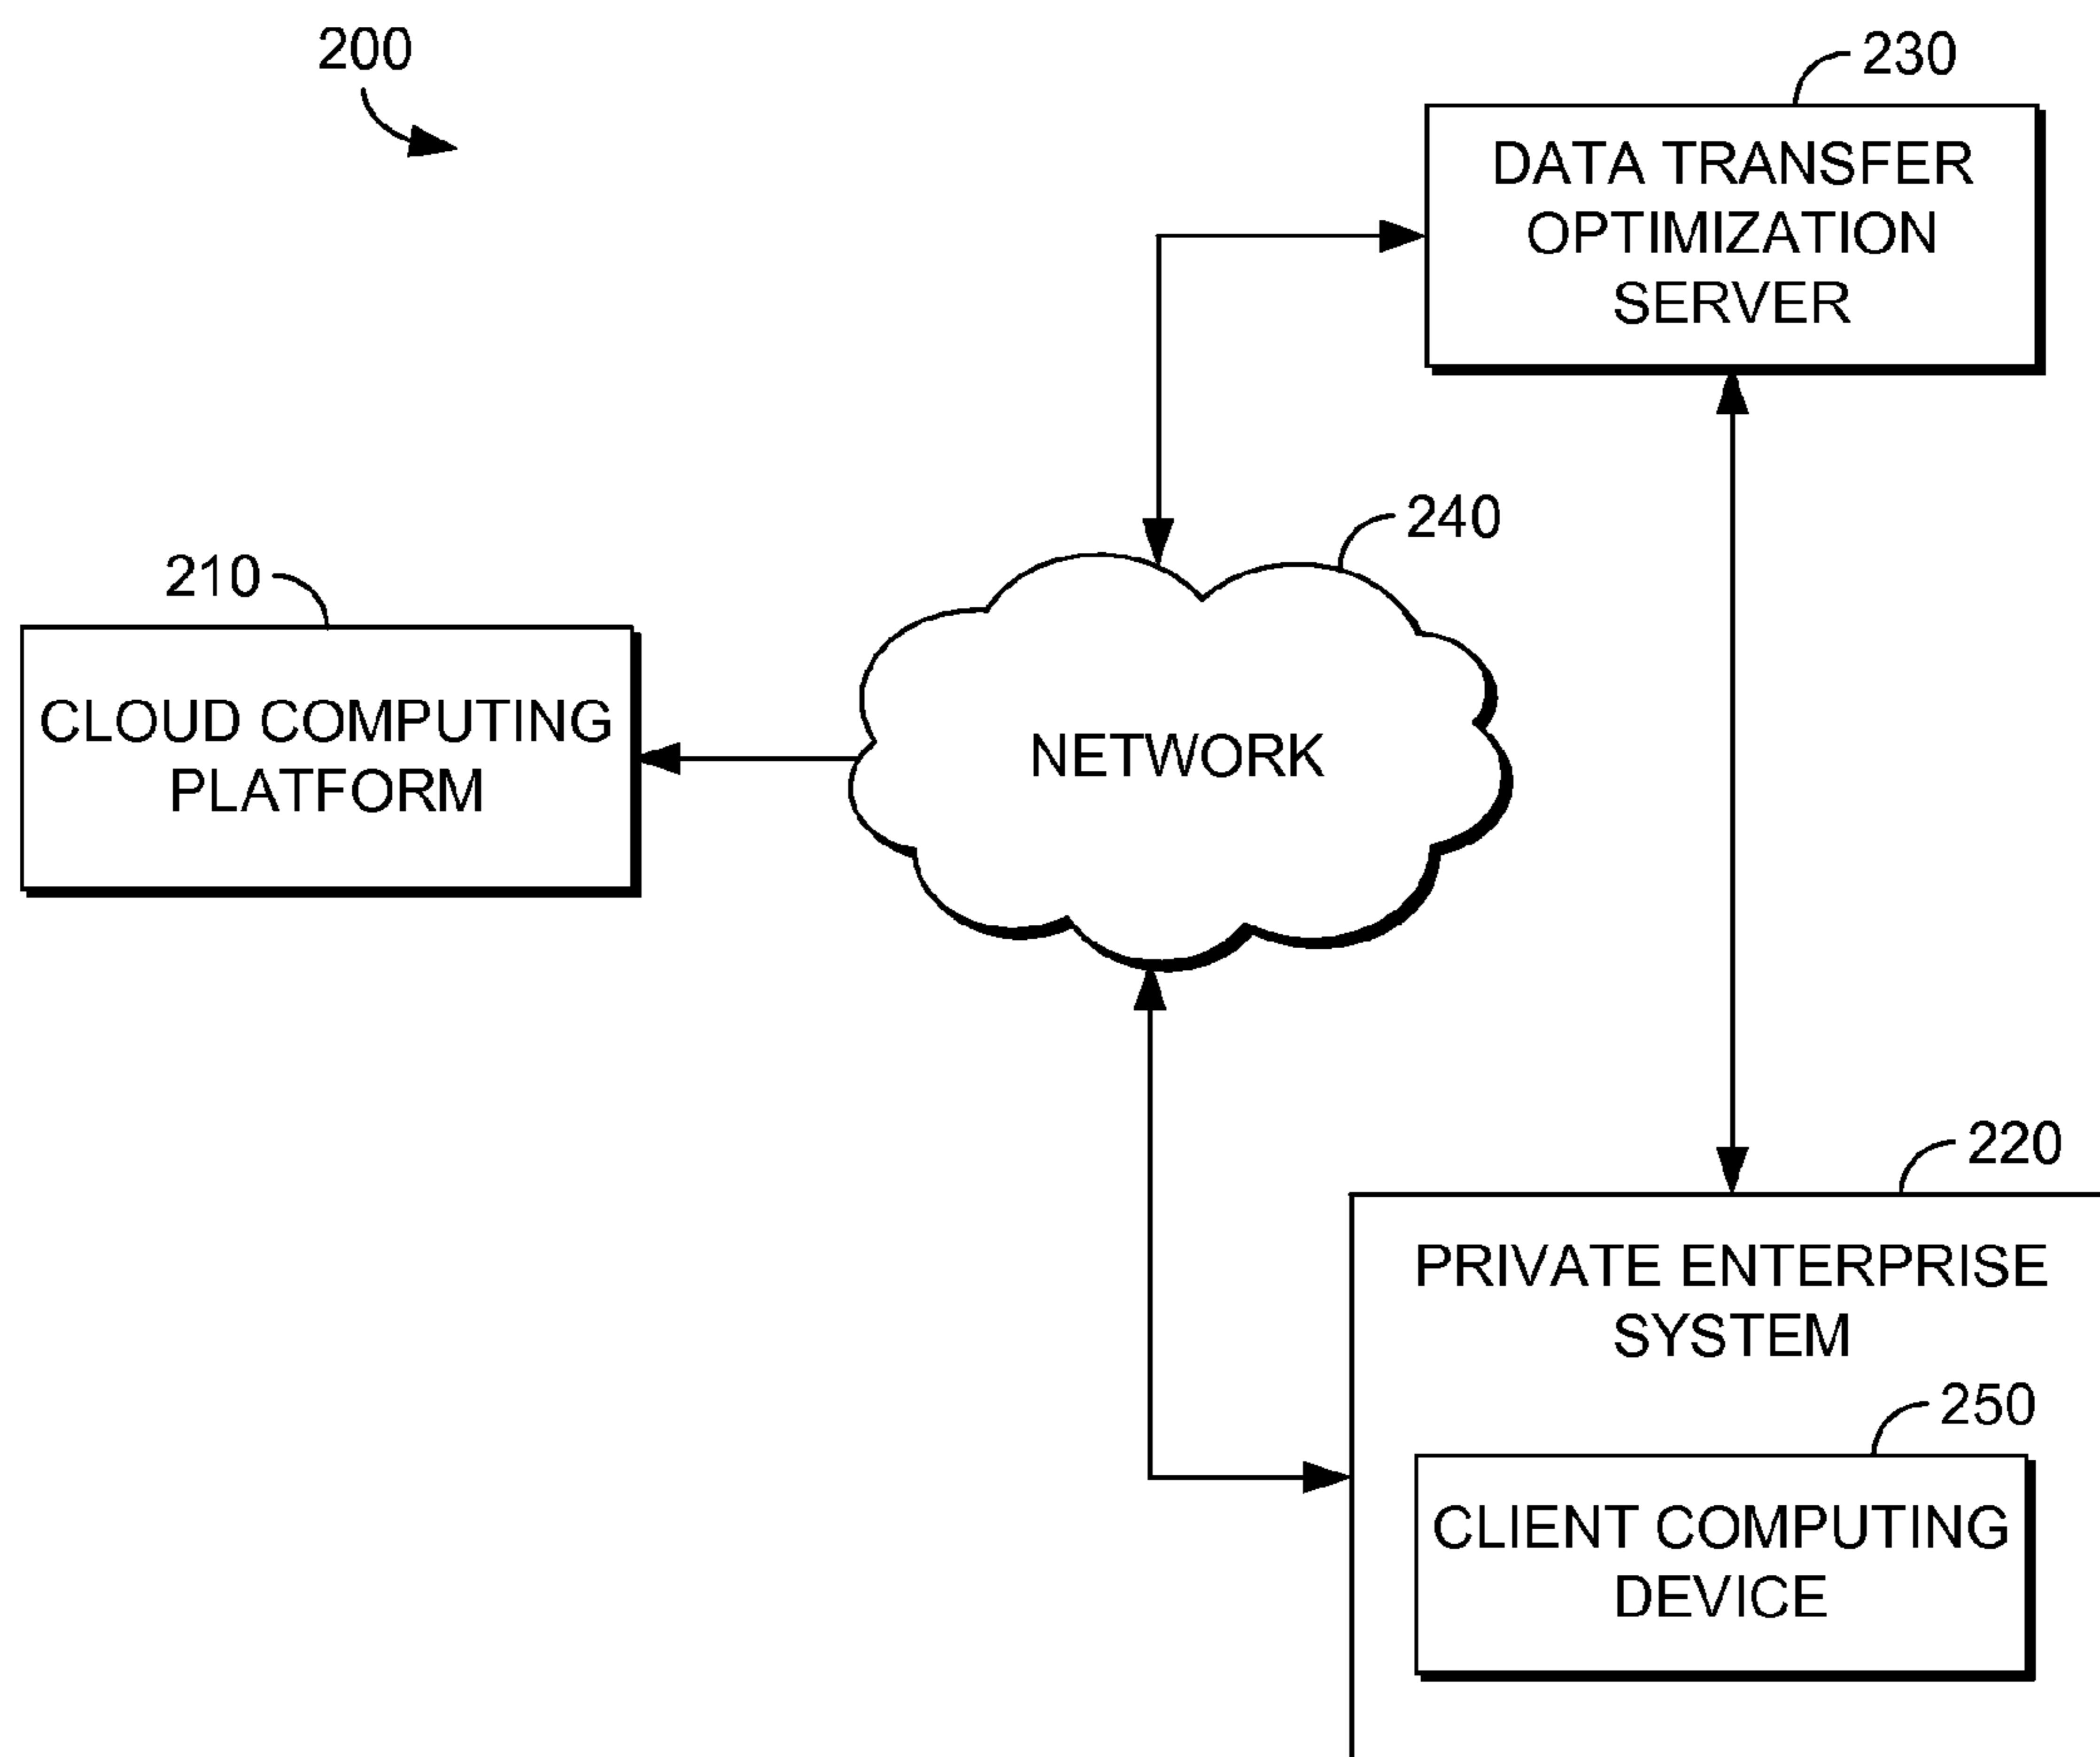 200
230
DATA TRANSFER
OPTIMIZATION
SERVER
240
210
CLOUD COMPUTING
PLATFORM
NETWORK
220
PRIVATE ENTERPRISE
SYSTEM
250
CLIENT COMPUTING
DEVICE